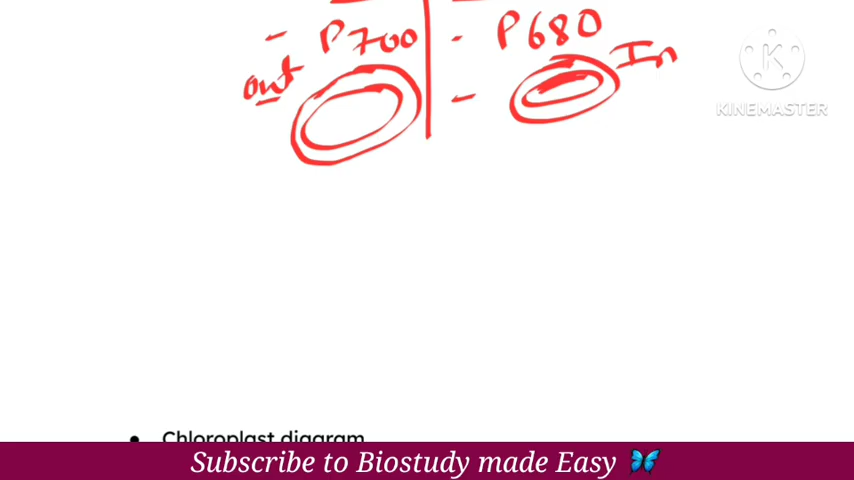 - P700
- P680
out
In
-
KINEMASTER
• Chloroplast diagram
Subscribe to Biostudy made Easy 🦋